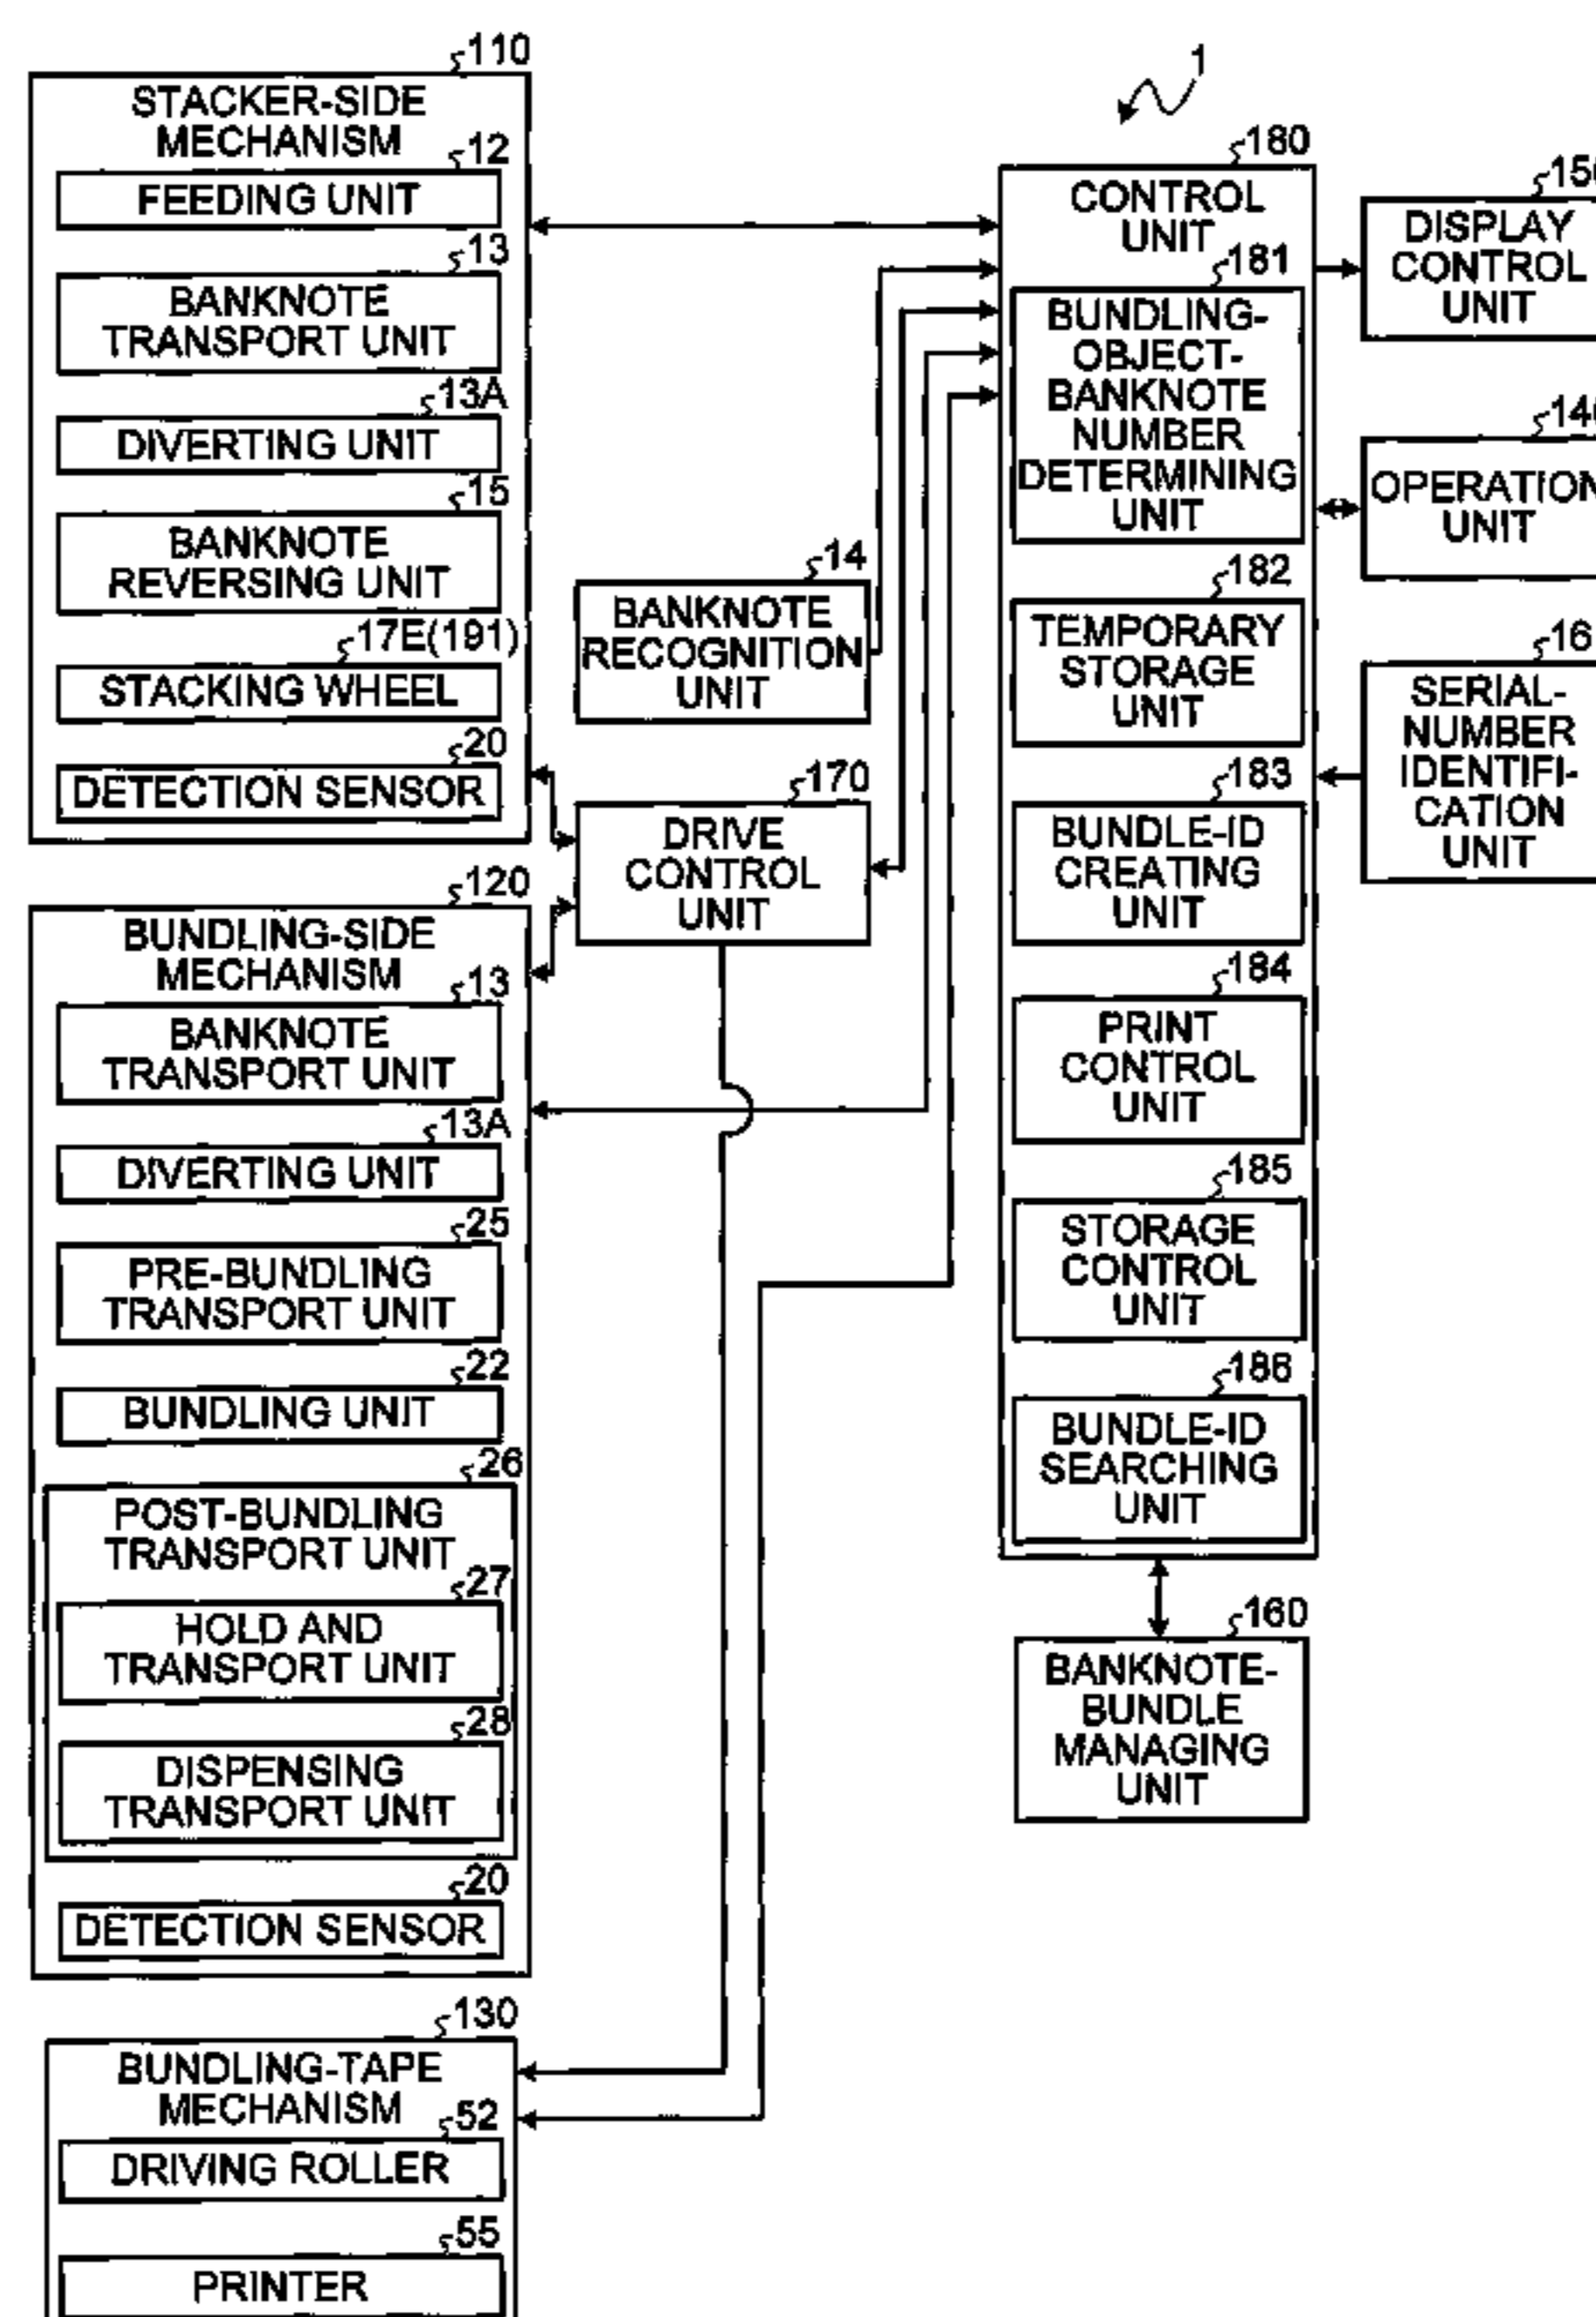 110
STACKER-SIDE
MECHANISM
12
FEEDING UNIT
13
BANKNOTE
TRANSPORT UNIT
13A
DIVERTING UNIT
15
BANKNOTE
REVERSING UNIT
17E(191)
STACKING WHEEL
20
DETECTION SENSOR
120
BUNDLING-SIDE
MECHANISM
13
BANKNOTE
TRANSPORT UNIT
13A
DIVERTING UNIT
25
PRE-BUNDLING
TRANSPORT UNIT
22
BUNDLING UNIT
26
POST-BUNDLING
TRANSPORT UNIT
27
HOLD AND
TRANSPORT UNIT
28
DISPENSING
TRANSPORT UNIT
20
DETECTION SENSOR
130
BUNDLING-TAPE
MECHANISM
52
DRIVING ROLLER
55
PRINTER
14
BANKNOTE
RECOGNITION
UNIT
170
DRIVE
CONTROL
UNIT
1
180
CONTROL
UNIT
181
BUNDLING-
OBJECT-
BANKNOTE
NUMBER
DETERMINING
UNIT
182
TEMPORARY
STORAGE
UNIT
183
BUNDLE-ID
CREATING
UNIT
184
PRINT
CONTROL
UNIT
185
STORAGE
CONTROL
UNIT
186
BUNDLE-ID
SEARCHING
UNIT
160
BANKNOTE-
BUNDLE
MANAGING
UNIT
DISPLAY
CONTROL
UNIT
OPERATION
UNIT
16
SERIAL-
NUMBER
IDENTIFI-
CATION
UNIT